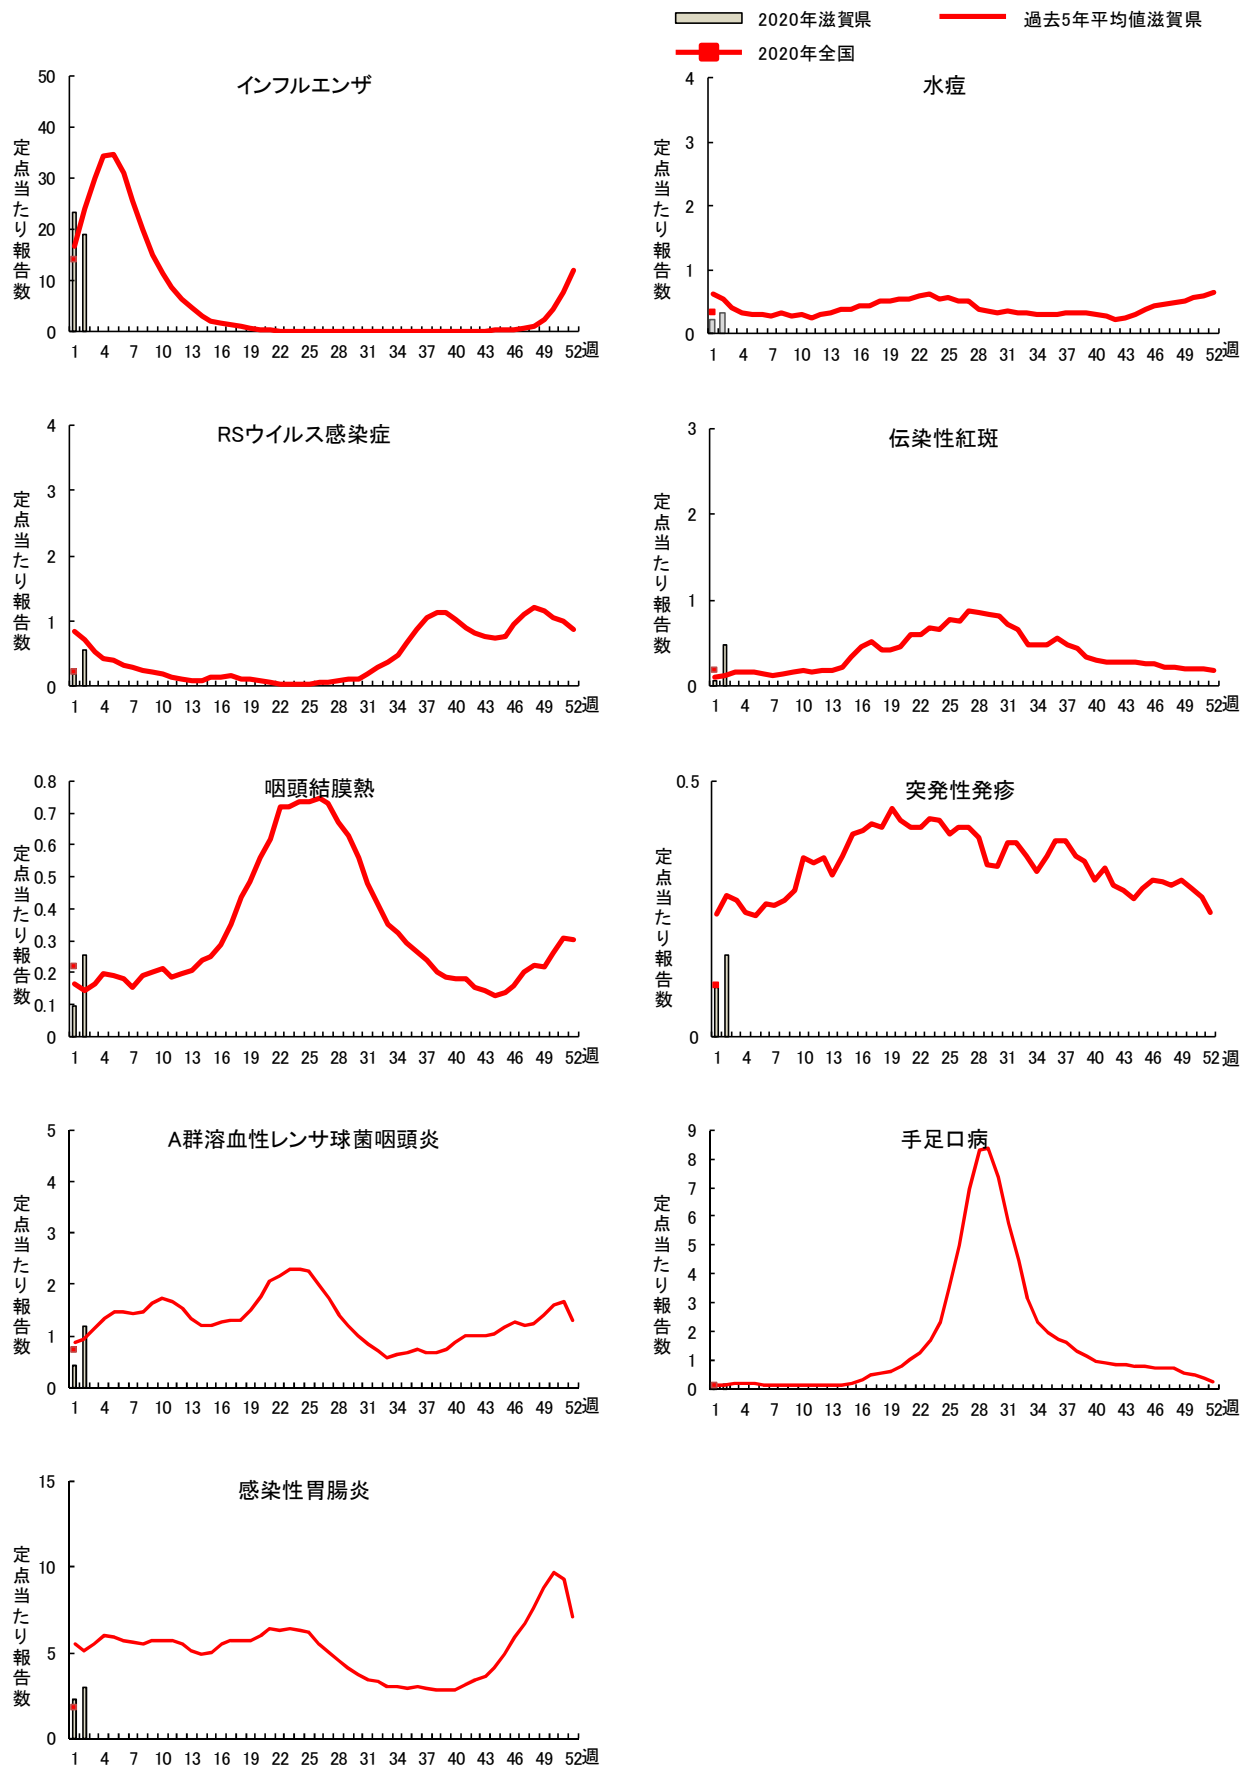 2020年滋賀県
過去5年平均値滋賀県
2020年全国
インフルエンザ
定点当たり報告数
50
40
30
20
10
0
1 4 7 10 13 16 19 22 25 28 31 34 37 40 43 46 49 52週
水痘
定点当たり報告数
4
3
2
1
0
1 4 7 10 13 16 19 22 25 28 31 34 37 40 43 46 49 52週
RSウイルス感染症
定点当たり報告数
4
3
2
1
0
1 4 7 10 13 16 19 22 25 28 31 34 37 40 43 46 49 52週
伝染性紅斑
定点当たり報告数
3
2
1
0
1 4 7 10 13 16 19 22 25 28 31 34 37 40 43 46 49 52週
咽頭結膜熱
定点当たり報告数
0.8
0.7
0.6
0.5
0.4
0.3
0.2
0.1
0
1 4 7 10 13 16 19 22 25 28 31 34 37 40 43 46 49 52週
突発性発疹
定点当たり報告数
0.5
0
1 4 7 10 13 16 19 22 25 28 31 34 37 40 43 46 49 52週
A群溶血性レンサ球菌咽頭炎
定点当たり報告数
5
4
3
2
1
0
1 4 7 10 13 16 19 22 25 28 31 34 37 40 43 46 49 52週
手足口病
定点当たり報告数
9
8
7
6
5
4
3
2
1
0
1 4 7 10 13 16 19 22 25 28 31 34 37 40 43 46 49 52週
感染性胃腸炎
定点当たり報告数
15
10
5
0
1 4 7 10 13 16 19 22 25 28 31 34 37 40 43 46 49 52週